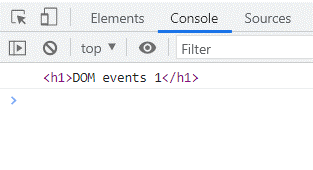 Elements Console Sources
top Filter
<h1>DOM events 1</h1>